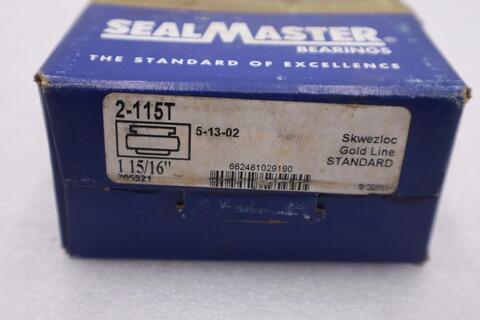 SEALMASTER®
BEARINGS
THE STANDARD OF EXCELLENCE
2-115T
5-13-02
Skwezloc
Gold Line
STANDARD
1 15/16"
662461029190